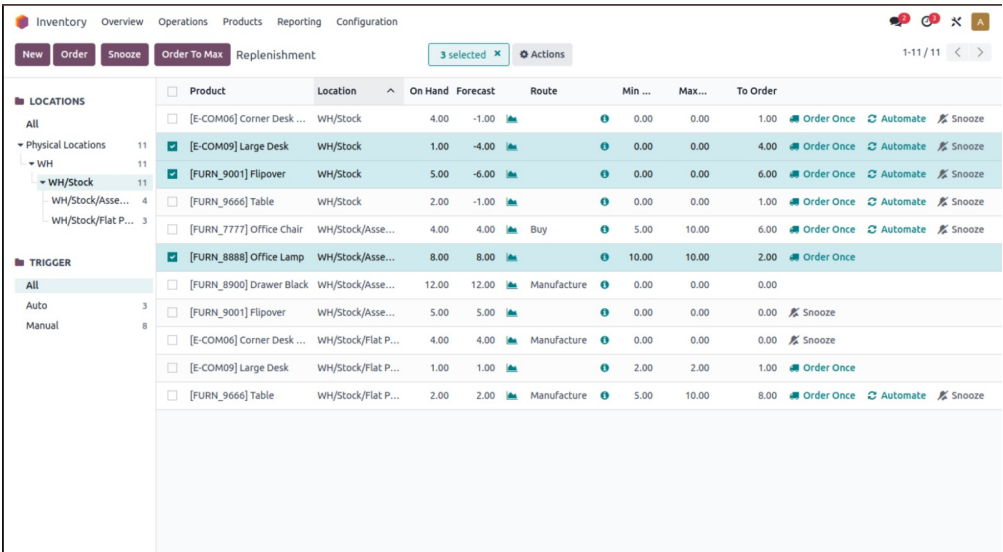 Inventory Overview Operations Products Reporting Configuration 2 3 A
New Order Snooze Order To Max Replenishment 3 selected × Actions 1-11 / 11
LOCATIONS
All
Physical Locations 11
WH 11
WH/Stock 11
WH/Stock/Asse... 4
WH/Stock/Flat P... 3
TRIGGER
All
Auto 3
Manual 8
Product Location On Hand Forecast Route Min ... Max... To Order
[E-COM06] Corner Desk ... WH/Stock 4.00 -1.00 0.00 0.00 1.00 Order Once Automate Snooze
[E-COM09] Large Desk WH/Stock 1.00 -4.00 0.00 0.00 4.00 Order Once Automate Snooze
[FURN_9001] Flipover WH/Stock 5.00 -6.00 0.00 0.00 6.00 Order Once Automate Snooze
[FURN_9666] Table WH/Stock 2.00 -1.00 0.00 0.00 1.00 Order Once Automate Snooze
[FURN_7777] Office Chair WH/Stock/Asse... 4.00 4.00 Buy 5.00 10.00 6.00 Order Once Automate Snooze
[FURN_8888] Office Lamp WH/Stock/Asse... 8.00 8.00 10.00 10.00 2.00 Order Once
[FURN_8900] Drawer Black WH/Stock/Asse... 12.00 12.00 Manufacture 0.00 0.00 0.00
[FURN_9001] Flipover WH/Stock/Asse... 5.00 5.00 0.00 0.00 0.00 Snooze
[E-COM06] Corner Desk ... WH/Stock/Flat P... 4.00 4.00 Manufacture 0.00 0.00 0.00 Snooze
[E-COM09] Large Desk WH/Stock/Flat P... 1.00 1.00 2.00 2.00 1.00 Order Once
[FURN_9666] Table WH/Stock/Flat P... 2.00 2.00 Manufacture 5.00 10.00 8.00 Order Once Automate Snooze